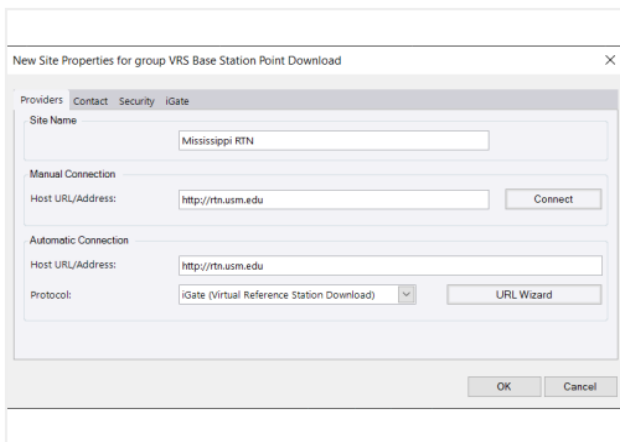 New Site Properties for group VRS Base Station Point Download
Providers Contact Security iGate
Site Name
Mississippi RTN
Manual Connection
Host URL/Address: http://rtn.usm.edu Connect
Automatic Connection
Host URL/Address: http://rtn.usm.edu
Protocol: iGate (Virtual Reference Station Download) URL Wizard
OK Cancel